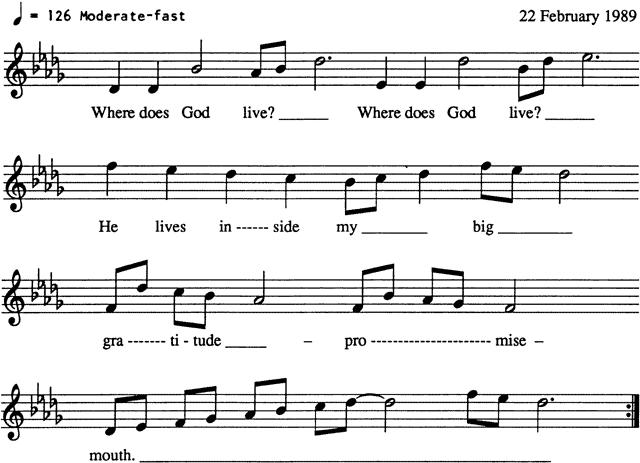 ♩ = 126 Moderate-fast 22 February 1989
Where does God live? ______ Where does God live? ______
He lives in ------ side my ________ big _________
gra ------- ti - tude _____ – pro ---------------------- mise –
mouth. __________________________________________________